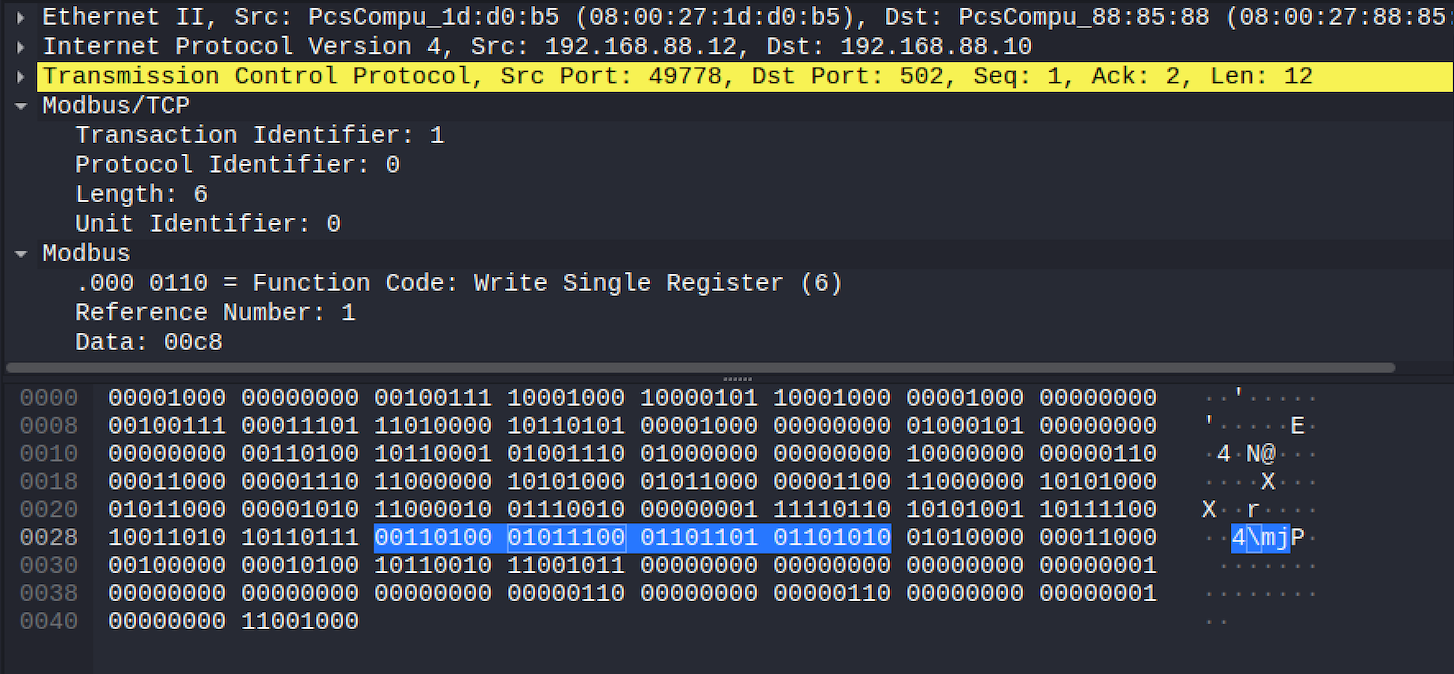 Ethernet II, Src: PcsCompu_1d:d0:b5 (08:00:27:1d:d0:b5), Dst: PcsCompu_88:85:88 (08:00:27:88:85:
Internet Protocol Version 4, Src: 192.168.88.12, Dst: 192.168.88.10
Transmission Control Protocol, Src Port: 49778, Dst Port: 502, Seq: 1, Ack: 2, Len: 12
Modbus/TCP
Transaction Identifier: 1
Protocol Identifier: 0
Length: 6
Unit Identifier: 0
Modbus
.000 0110 = Function Code: Write Single Register (6)
Reference Number: 1
Data: 00c8
0000 00001000 00000000 00100111 10001000 10000101 10001000 00001000 00000000 ··'·····
0008 00100111 00011101 11010000 10110101 00001000 00000000 01000101 00000000 '·····E·
0010 00000000 00110100 10110001 01001110 01000000 00000000 10000000 00000110 ·4·N@···
0018 00011000 00001110 11000000 10101000 01011000 00001100 11000000 10101000 ····X···
0020 01011000 00001010 11000010 01110010 00000001 11110110 10101001 10111100 X··r····
0028 10011010 10110111 00110100 01011100 01101101 01101010 01010000 00011000 ··4\mjP·
0030 00100000 00010100 10110010 11001011 00000000 00000000 00000000 00000001 ·······
0038 00000000 00000000 00000000 00000110 00000000 00000110 00000000 00000001 ········
0040 00000000 11001000 ··